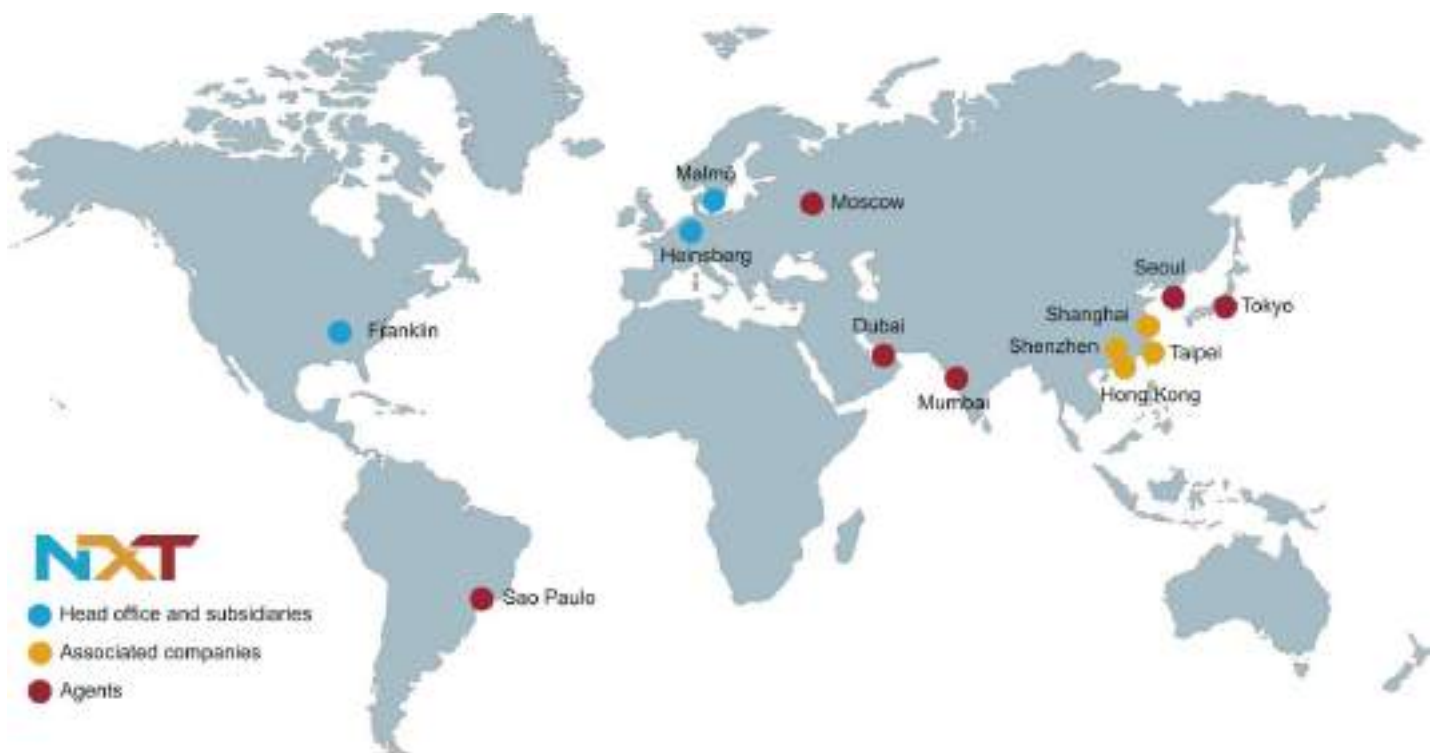 Malmö
Moscow
Heinsberg
Seoul
Franklin
Shanghai
Tokyo
Dubai
Shenzhen
Taipei
Mumbai
Hong Kong
NXT
Sao Paulo
Head office and subsidiaries
Associated companies
Agents